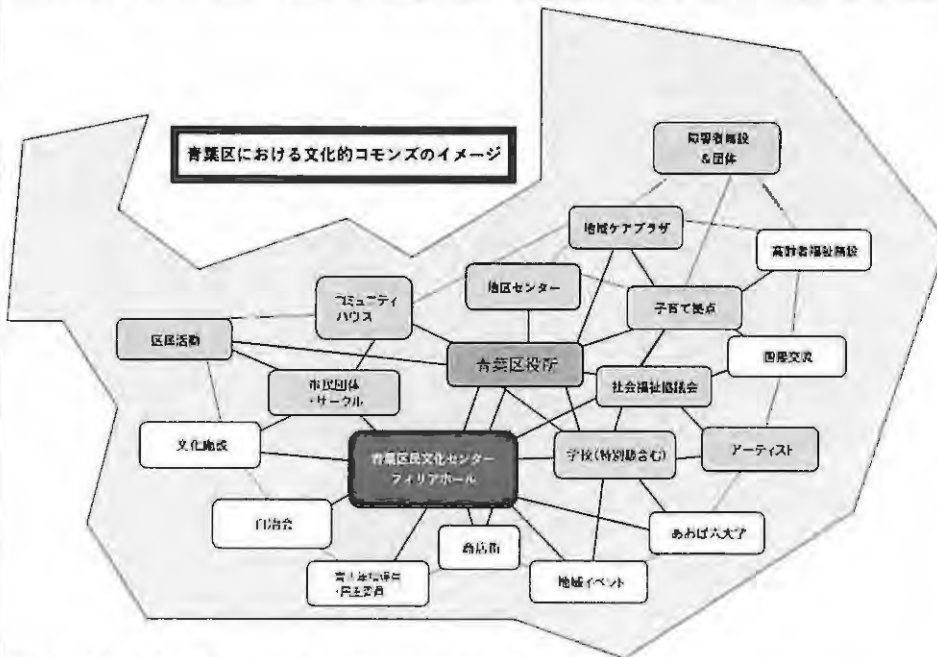 青葉区における文化的コモンズのイメージ
障害者施設
&団体
地域ケアプラザ
高齢者福祉施設
地区センター
コミュニティ
ハウス
子育て拠点
区民活動
青葉区役所
国際交流
市民団体
・サークル
社会福祉協議会
文化施設
青葉区民文化センター
フィリアホール
学校(特別支援含む)
アーティスト
自治会
商店街
あおば六大学
・民生委員
地域イベント